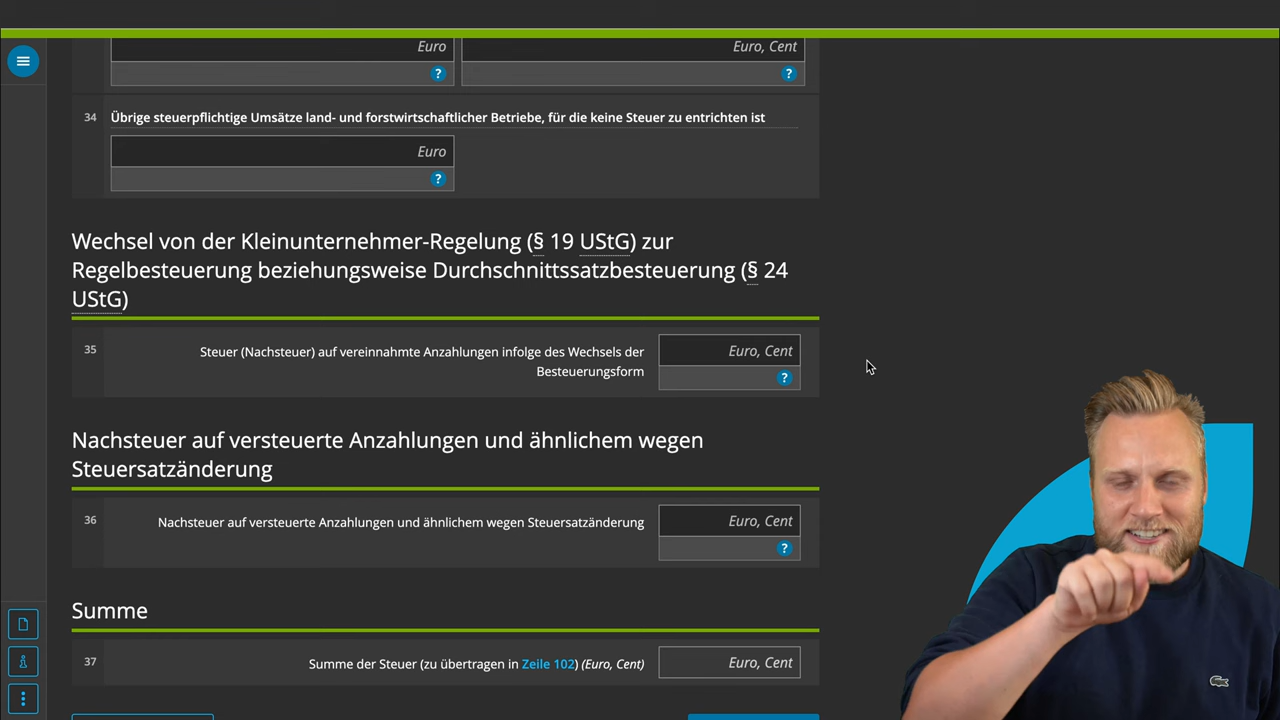 Euro
Euro, Cent
?
?
34
Übrige steuerpflichtige Umsätze land- und forstwirtschaftlicher Betriebe, für die keine Steuer zu entrichten ist
Euro
?
Wechsel von der Kleinunternehmer-Regelung (§ 19 UStG) zur
Regelbesteuerung beziehungsweise Durchschnittssatzbesteuerung (§ 24
UStG)
35
Steuer (Nachsteuer) auf vereinnahmte Anzahlungen infolge des Wechsels der
Besteuerungsform
Euro, Cent
?
Nachsteuer auf versteuerte Anzahlungen und ähnlichem wegen
Steuersatzänderung
36
Nachsteuer auf versteuerte Anzahlungen und ähnlichem wegen Steuersatzänderung
Euro, Cent
?
Summe
37
Summe der Steuer (zu übertragen in Zeile 102) (Euro, Cent)
Euro, Cent